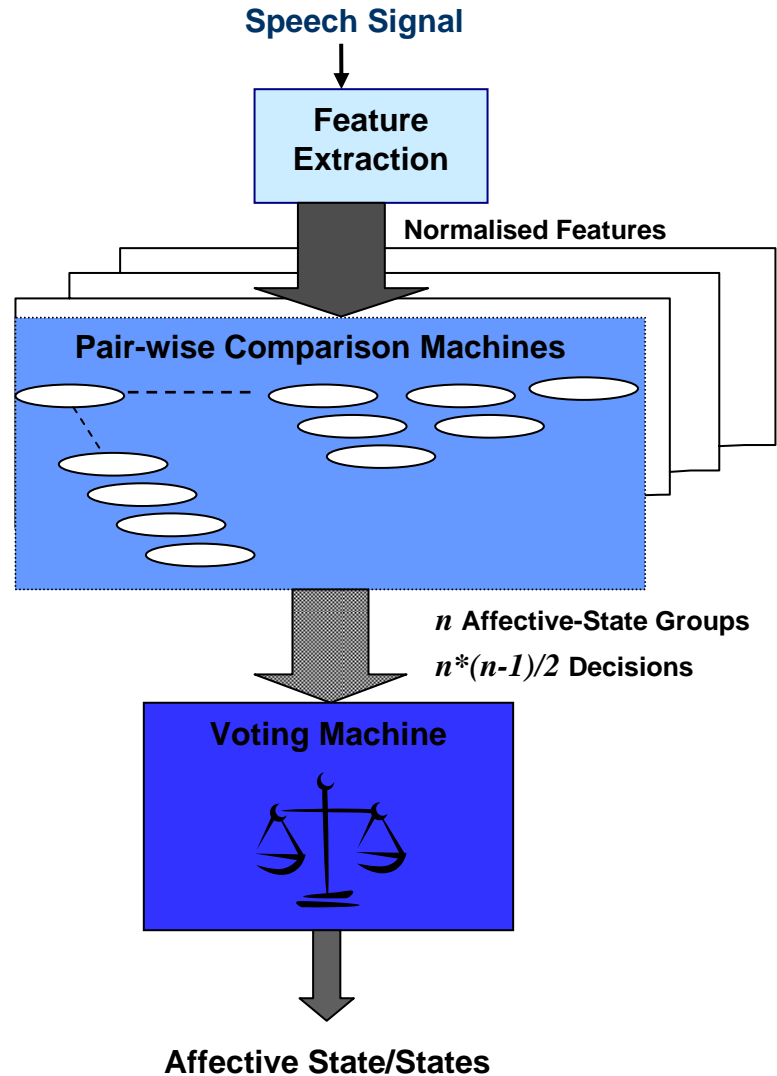 Speech Signal
Feature
Extraction
Normalised Features
Pair-wise Comparison Machines
n Affective-State Groups
n*(n-1)/2 Decisions
Voting Machine
Affective State/States